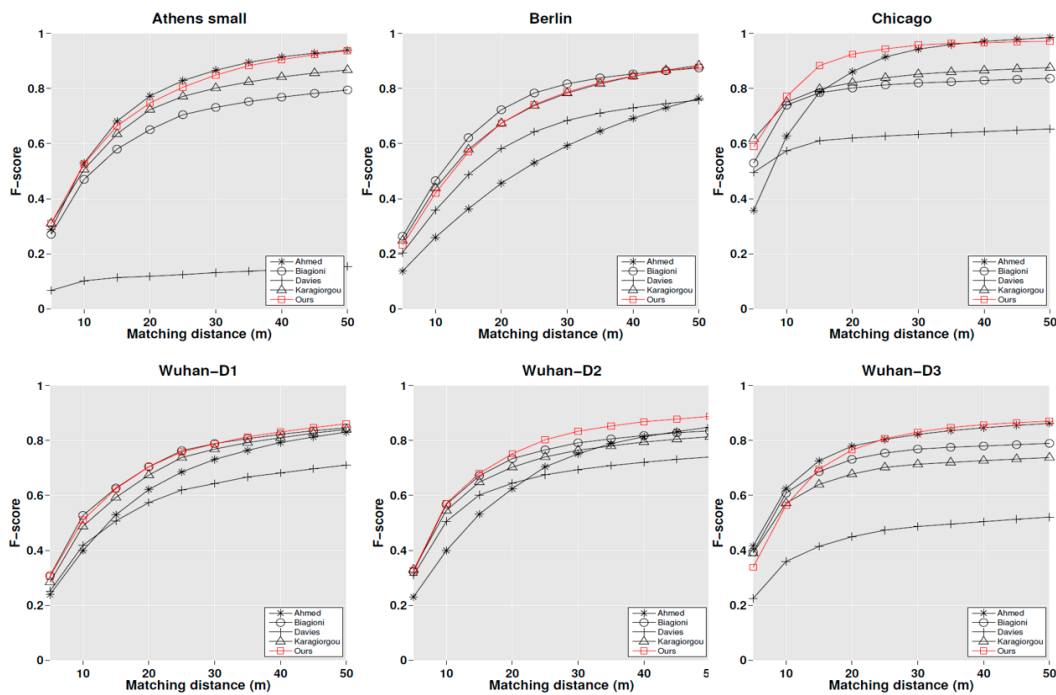 Athens small
1
0.8
0.6
0.4
0.2
0
F-score
10 20 30 40 50
Matching distance (m)
Ahmed
Biagioni
Davies
Karagiorgou
Ours
Berlin
1
0.8
0.6
0.4
0.2
0
F-score
10 20 30 40 50
Matching distance (m)
Ahmed
Biagioni
Davies
Karagiorgou
Ours
Chicago
1
0.8
0.6
0.4
0.2
0
F-score
10 20 30 40 50
Matching distance (m)
Ahmed
Biagioni
Davies
Karagiorgou
Ours
Wuhan-D1
1
0.8
0.6
0.4
0.2
0
F-score
10 20 30 40 50
Matching distance (m)
Ahmed
Biagioni
Davies
Karagiorgou
Ours
Wuhan-D2
1
0.8
0.6
0.4
0.2
0
F-score
10 20 30 40 50
Matching distance (m)
Ahmed
Biagioni
Davies
Karagiorgou
Ours
Wuhan-D3
1
0.8
0.6
0.4
0.2
0
F-score
10 20 30 40 50
Matching distance (m)
Ahmed
Biagioni
Davies
Karagiorgou
Ours